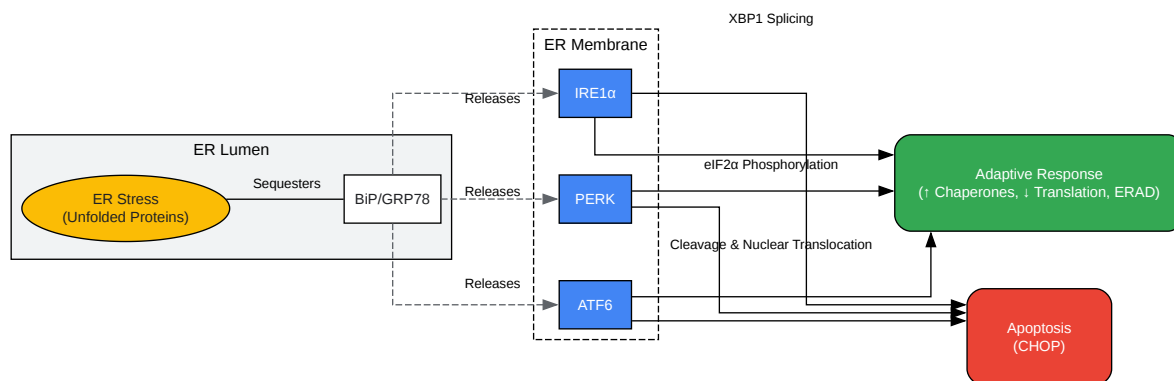 XBP1 Splicing
ER Membrane
IRE1α
Releases
ER Lumen
eIF2α Phosphorylation
Adaptive Response
(↑ Chaperones, ↓ Translation, ERAD)
Sequesters
ER Stress
(Unfolded Proteins)
BiP/GRP78
Releases
PERK
Cleavage & Nuclear Translocation
Releases
ATF6
Apoptosis
(CHOP)